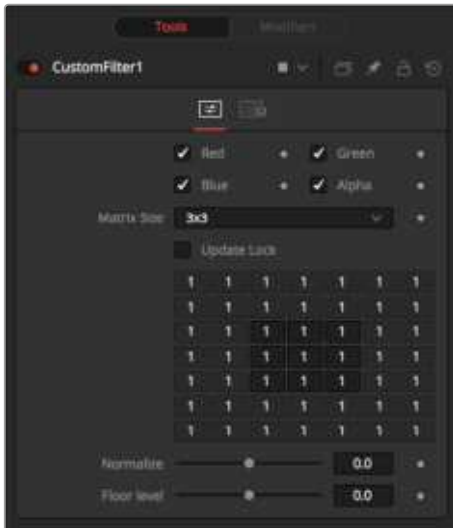 Tools Modifiers
CustomFilter1
Red Green
Blue Alpha
Matrix Size 3x3
Update Lock
1 1 1 1 1 1 1
1 1 1 1 1 1 1
1 1 1 1 1 1 1
1 1 1 1 1 1 1
1 1 1 1 1 1 1
1 1 1 1 1 1 1
1 1 1 1 1 1 1
Normalize 0.0
Floor level 0.0